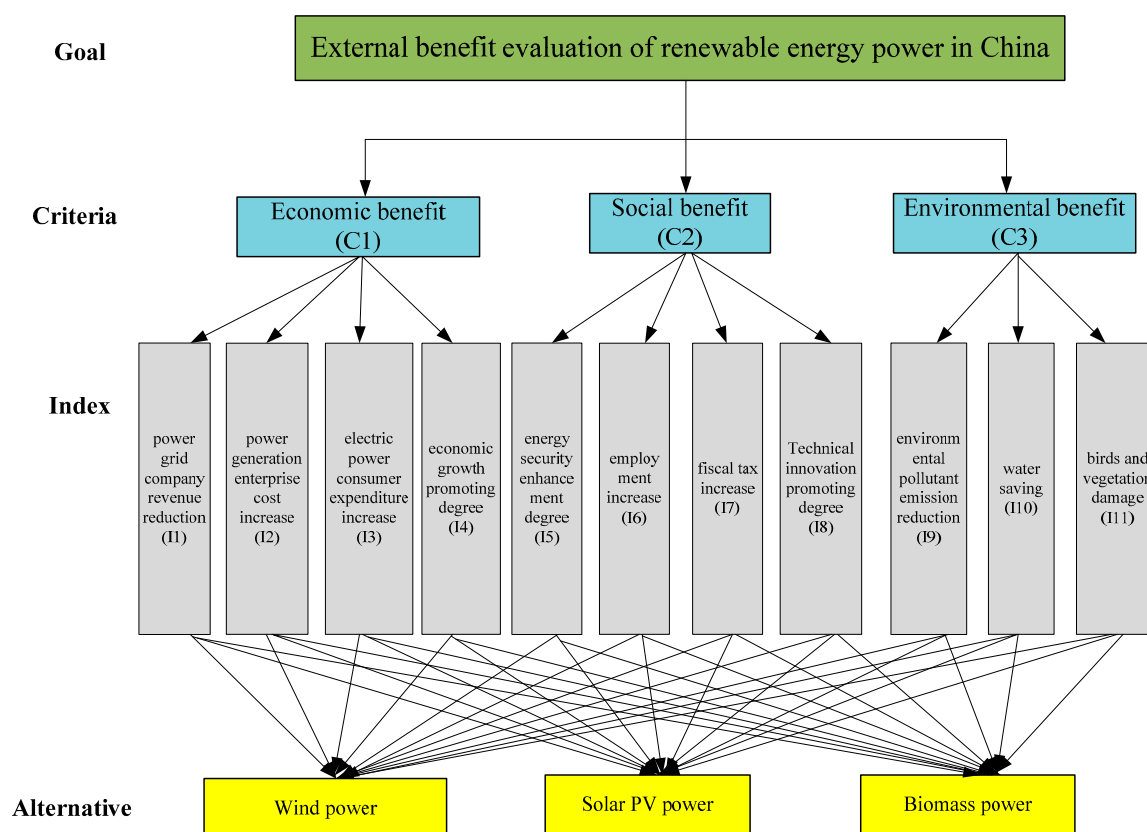 Goal
External benefit evaluation of renewable energy power in China
Criteria
Economic benefit
(C1)
Social benefit
(C2)
Environmental benefit
(C3)
Index
power
grid
company
revenue
reduction
(I1)
power
generation
enterprise
cost
increase
(I2)
electric
power
consumer
expenditure
increase
(I3)
economic
growth
promoting
degree
(I4)
energy
security
enhance
ment
degree
(I5)
employ
ment
increase
(I6)
fiscal tax
increase
(I7)
Technical
innovation
promoting
degree
(I8)
environm
ental
pollutant
emission
reduction
(I9)
water
saving
(I10)
birds and
vegetation
damage
(I11)
Alternative
Wind power
Solar PV power
Biomass power